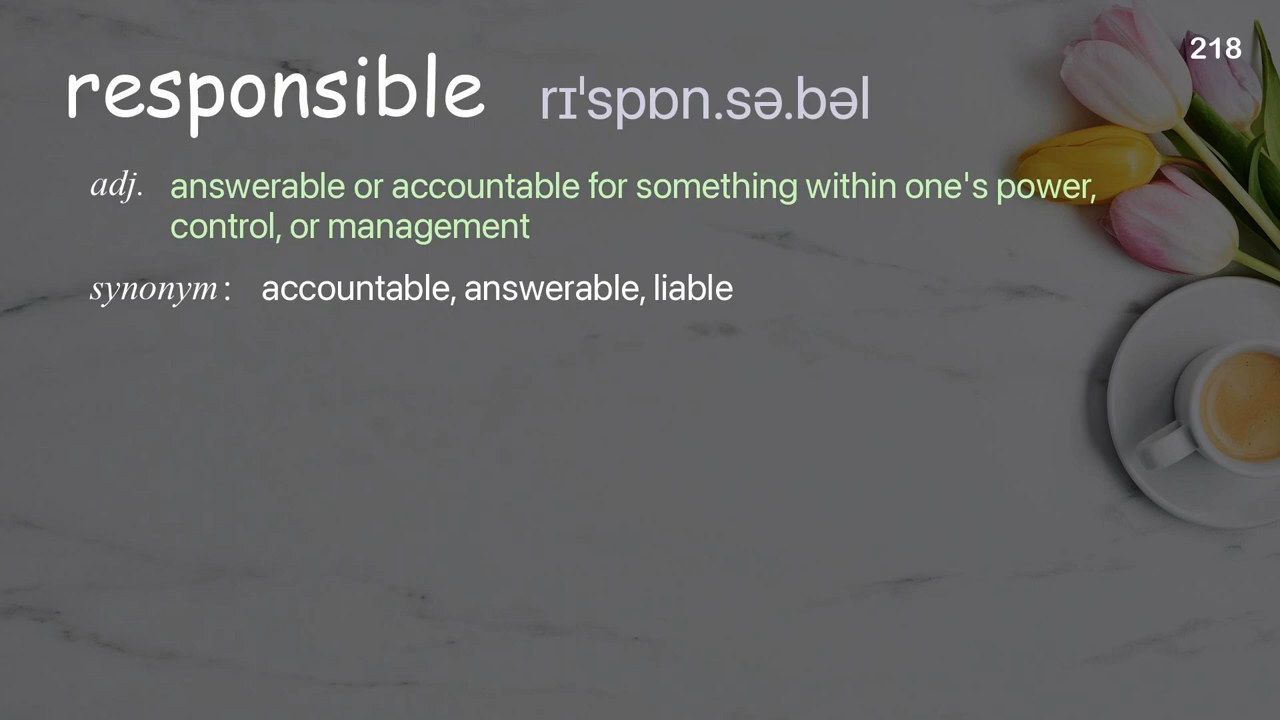 218
responsible rɪˈspɒn.sə.bəl
adj. answerable or accountable for something within one's power,
control, or management
synonym : accountable, answerable, liable